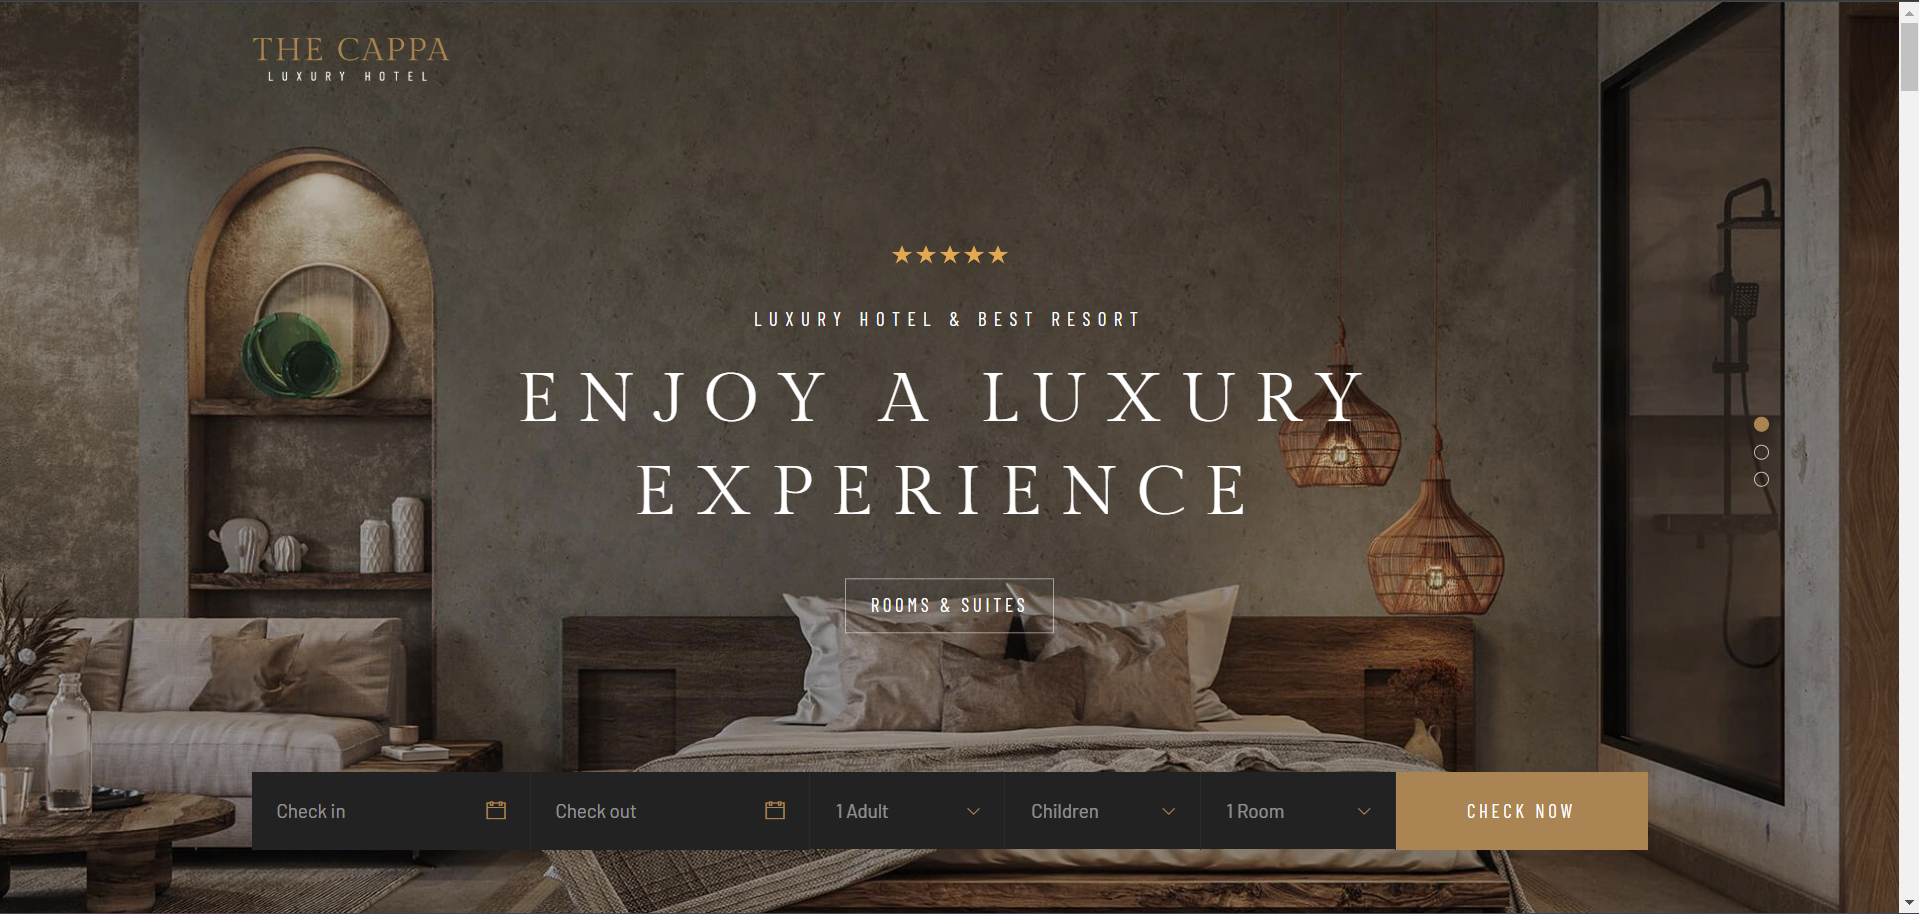 THE CAPPA
LUXURY HOTEL
LUXURY HOTEL & BEST RESORT
ENJOY A LUXURY
EXPERIENCE
ROOMS & SUITES
Check in
Check out
1 Adult
Children
1 Room
CHECK NOW